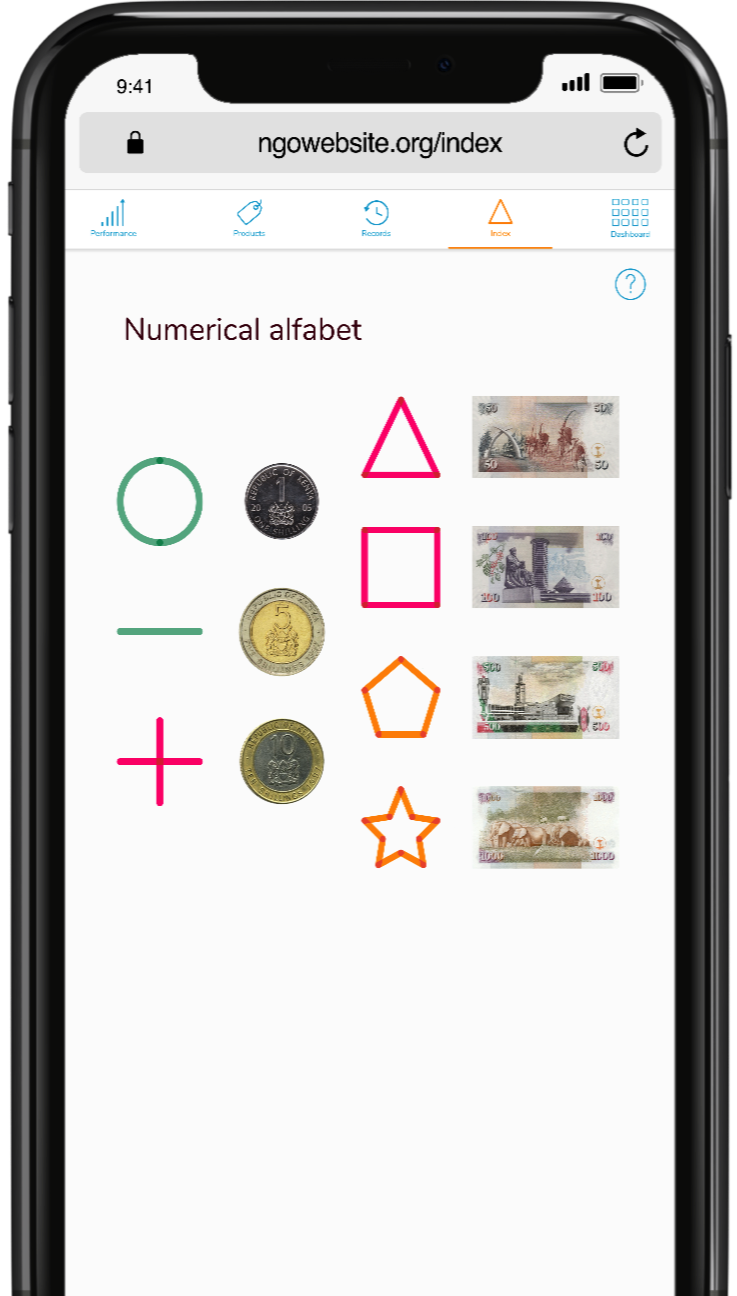 9:41
ngowebsite.org/index
Performance
Products
Records
Index
Dashboard
?
Numerical alfabet
REPUBLIC OF KENYA
1
20 05
ONE SHILLING
REPUBLIC OF KENYA
5
REPUBLIC OF KENYA
10
TEN SHILLINGS
50 50
50 50
100 100
100 100
500 500
500 500
1000 1000
1000 1000